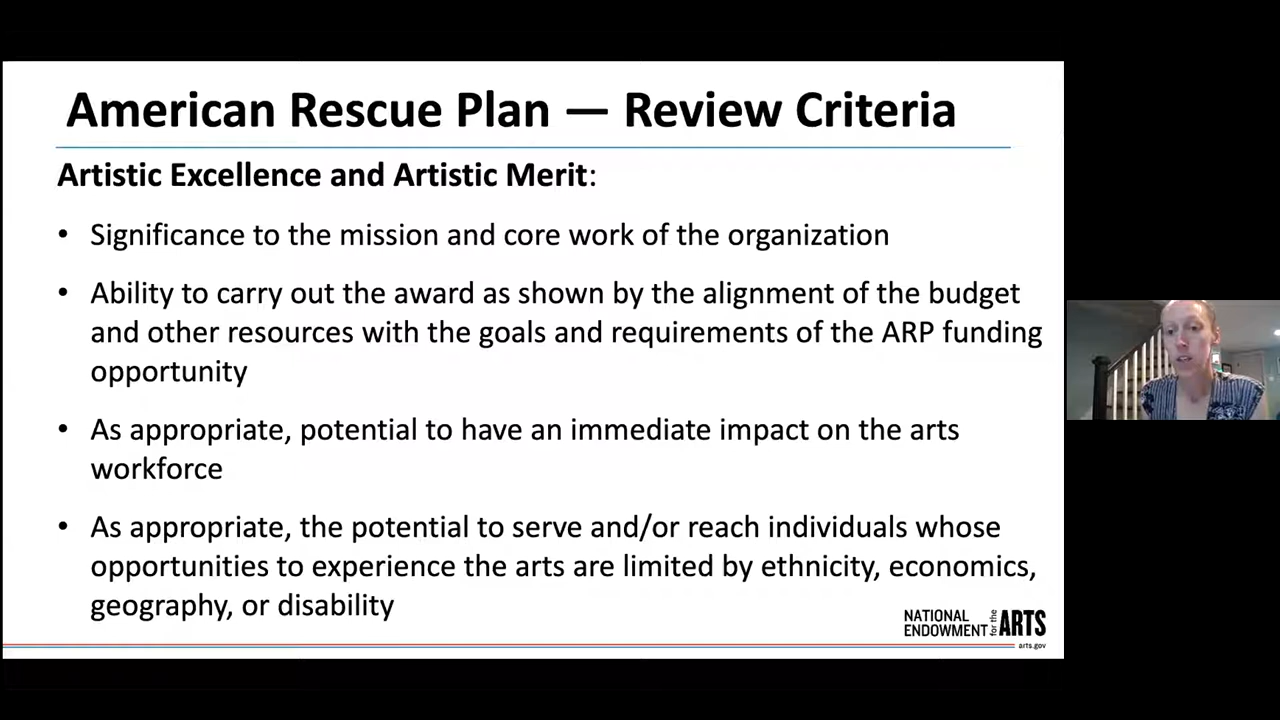 American Rescue Plan — Review Criteria
Artistic Excellence and Artistic Merit:
• Significance to the mission and core work of the organization
• Ability to carry out the award as shown by the alignment of the budget
and other resources with the goals and requirements of the ARP funding
opportunity
• As appropriate, potential to have an immediate impact on the arts
workforce
• As appropriate, the potential to serve and/or reach individuals whose
opportunities to experience the arts are limited by ethnicity, economics,
geography, or disability
NATIONAL
ENDOWMENT for the ARTS
arts.gov